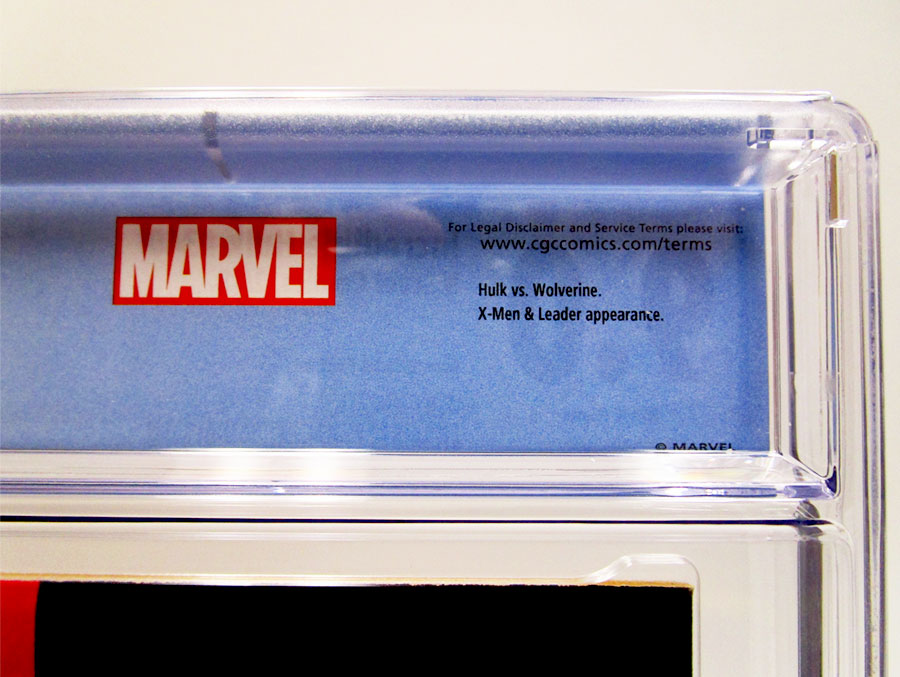 MARVEL
For Legal Disclaimer and Service Terms please visit:
www.cgccomics.com/terms
Hulk vs. Wolverine.
X-Men & Leader appearance.
© MARVEL